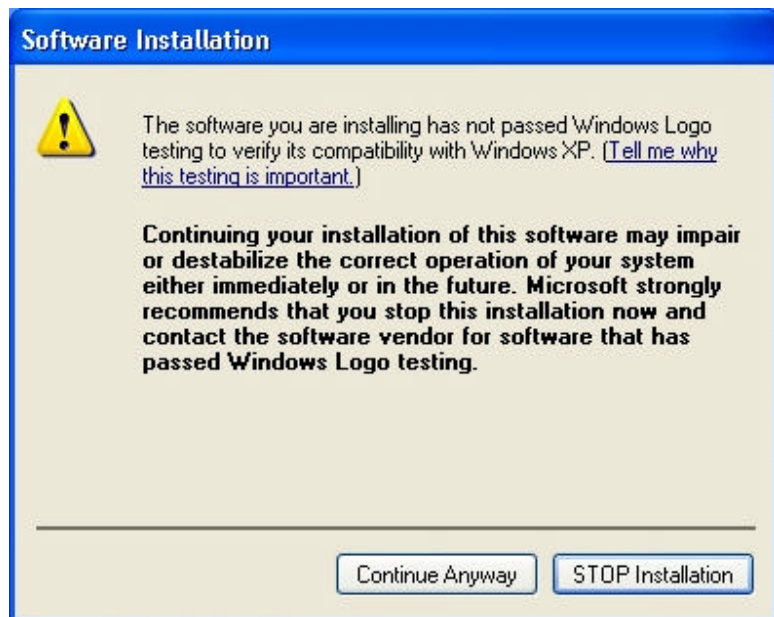 Software Installation
The software you are installing has not passed Windows Logo
testing to verify its compatibility with Windows XP. (Tell me why
this testing is important.)
Continuing your installation of this software may impair
or destabilize the correct operation of your system
either immediately or in the future. Microsoft strongly
recommends that you stop this installation now and
contact the software vendor for software that has
passed Windows Logo testing.
Continue Anyway
STOP Installation